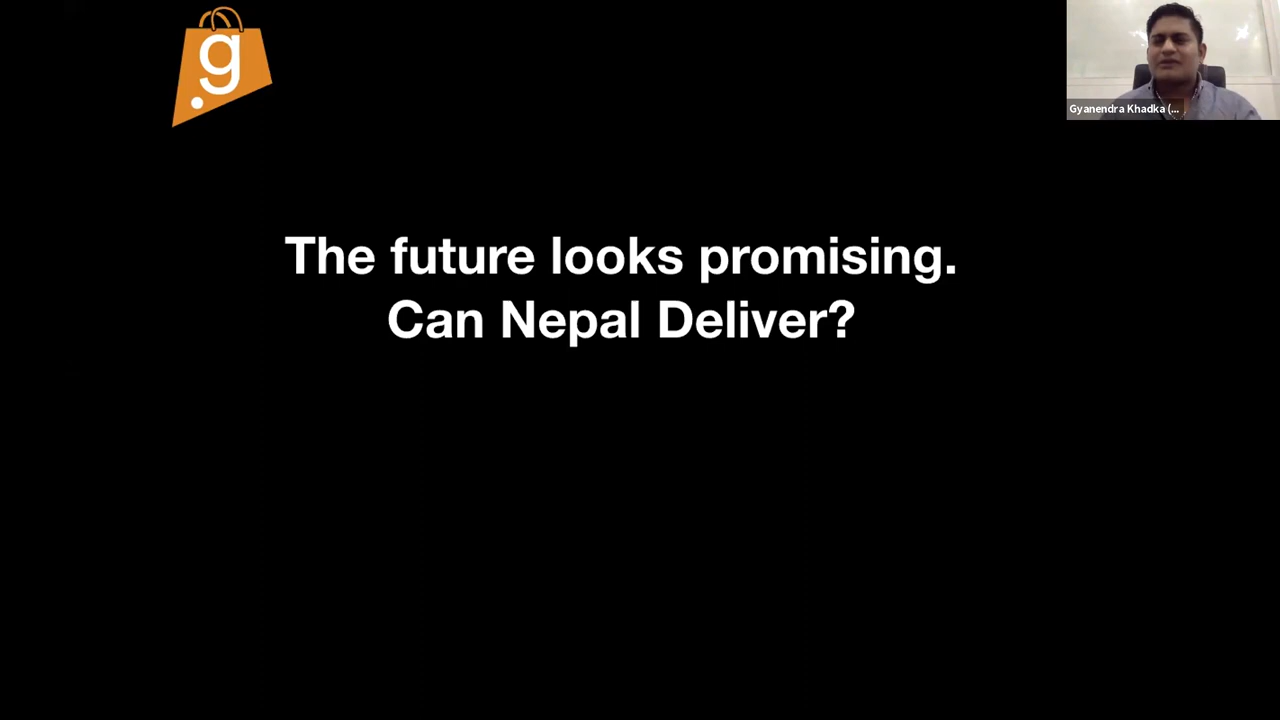 .g
Gyanendra Khadka (...
The future looks promising.
Can Nepal Deliver?